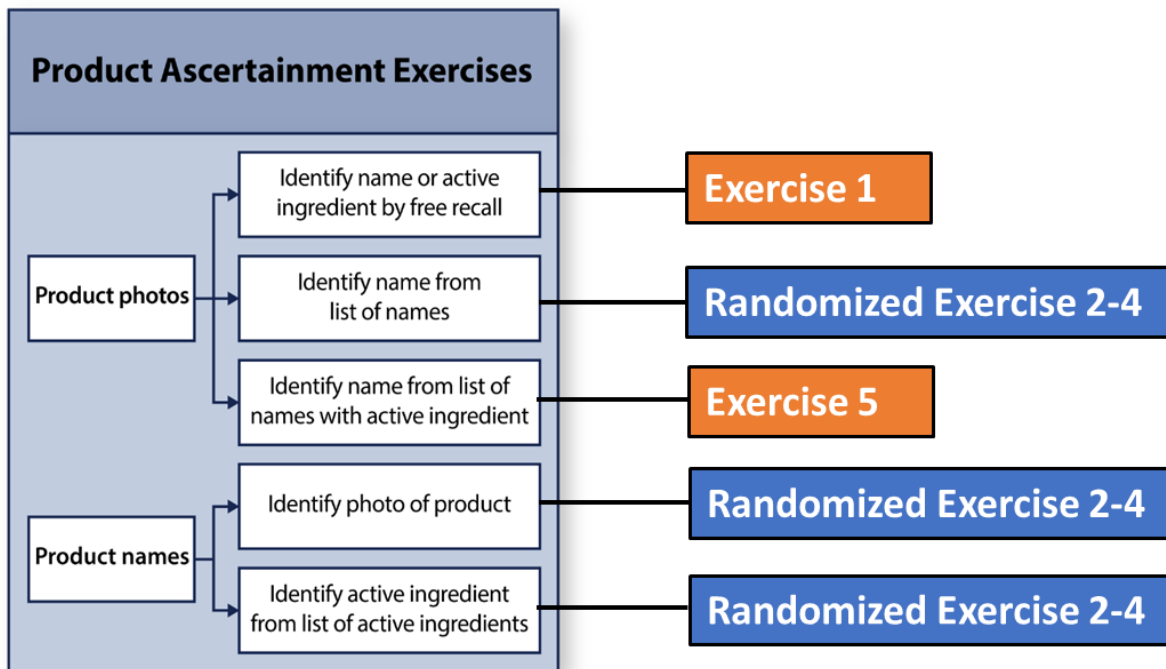 Product Ascertainment Exercises
Identify name or active
ingredient by free recall
Exercise 1
Product photos
Identify name from
list of names
Randomized Exercise 2-4
Identify name from list of
names with active ingredient
Exercise 5
Identify photo of product
Randomized Exercise 2-4
Product names
Identify active ingredient
from list of active ingredients
Randomized Exercise 2-4